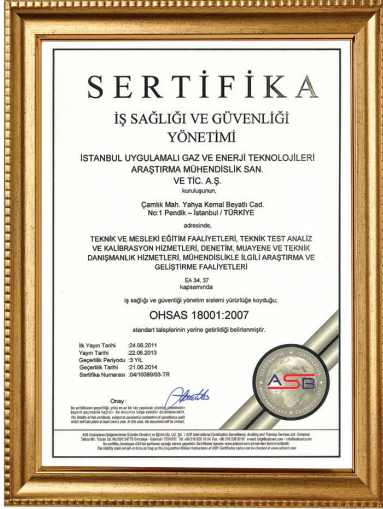 SERTİFİKA
İŞ SAĞLIĞI VE GÜVENLİĞİ
YÖNETİMİ
İSTANBUL UYGULAMALI GAZ VE ENERJİ TEKNOLOJİLERİ
ARAŞTIRMA MÜHENDİSLİK SAN.
VE TİC. A.Ş.
kuruluşunun,
Çamlık Mah. Yahya Kemal Beyatlı Cad.
No:1 Pendik – İstanbul / TÜRKİYE
adresinde,
TEKNİK VE MESLEKİ EĞİTİM FAALİYETLERİ, TEKNİK TEST ANALİZ
VE KALİBRASYON HİZMETLERİ, DENETİM, MUAYENE VE TEKNİK
DANIŞMANLIK HİZMETLERİ, MÜHENDİSLİKLE İLGİLİ ARAŞTIRMA VE
GELİŞTİRME FAALİYETLERİ
EA 34, 37
kapsamında
iş sağlığı ve güvenliği yönetim sistemi yürürlüğe koyduğu,
OHSAS 18001:2007
standart taleplerinin yerine getirildiği belirlenmiştir.
İlk Yayın Tarihi :24.06.2011
Yayın Tarihi :22.06.2013
Geçerlilik Periyodu :3 YIL
Geçerlilik Tarihi :21.06.2014
Sertifika Numarası :04/10389/03-TR
ASB
Onay :